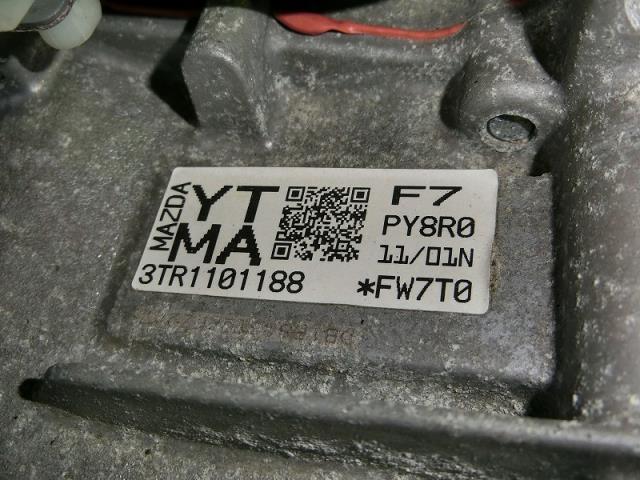 MAZDA
YT
MA
F7
PY8R0
11/01N
3TR1101188
*FW7T0